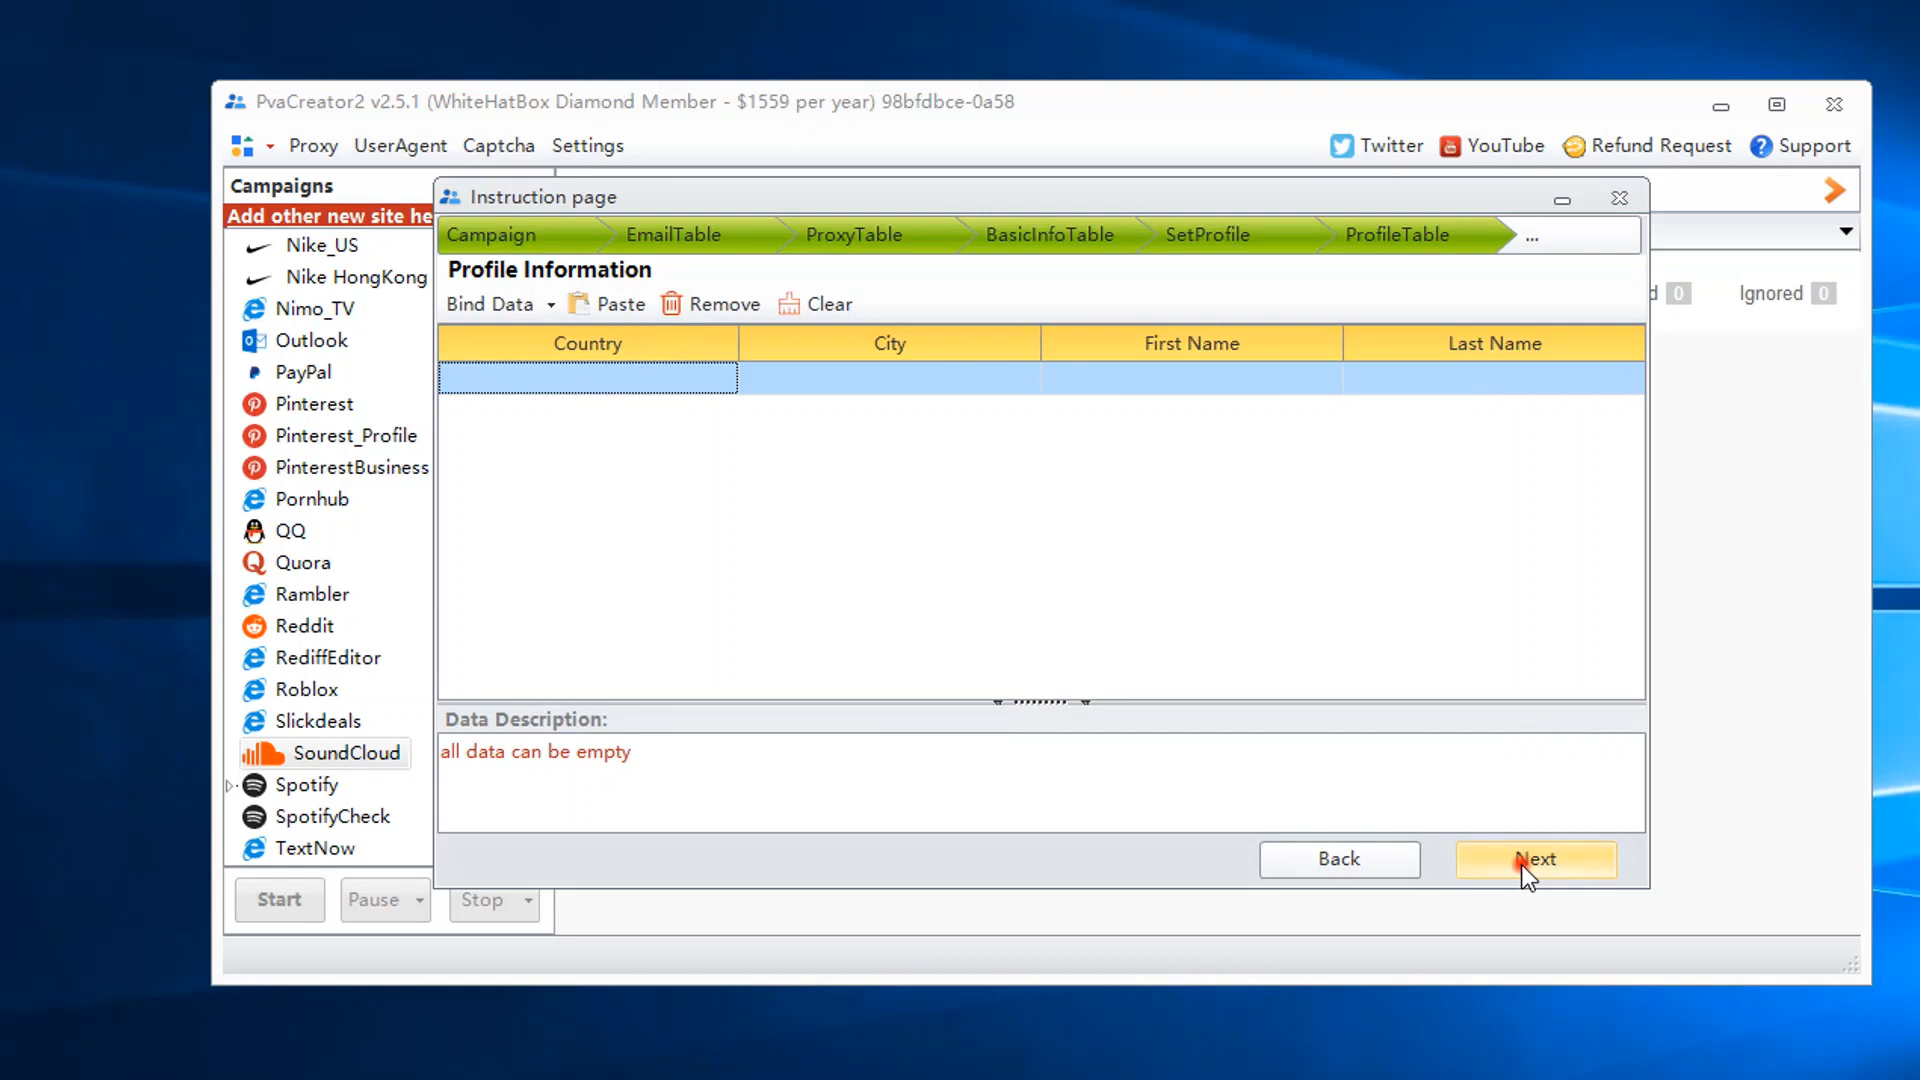 PvaCreator2 v2.5.1 (WhiteHatBox Diamond Member - $1559 per year) 98bfdbce-0a58
Proxy UserAgent Captcha Settings
Twitter YouTube Refund Request Support
Campaigns
Add other new site he
Nike_US
Nike HongKong
Nimo_TV
Outlook
PayPal
Pinterest
Pinterest_Profile
PinterestBusiness
Pornhub
QQ
Quora
Rambler
Reddit
RediffEditor
Roblox
Slickdeals
SoundCloud
Spotify
SpotifyCheck
TextNow
Start Pause Stop
Instruction page
Campaign EmailTable ProxyTable BasicInfoTable SetProfile ProfileTable ...
Profile Information
Bind Data Paste Remove Clear
Country City First Name Last Name
Data Description:
all data can be empty
Back Next
d 0 Ignored 0